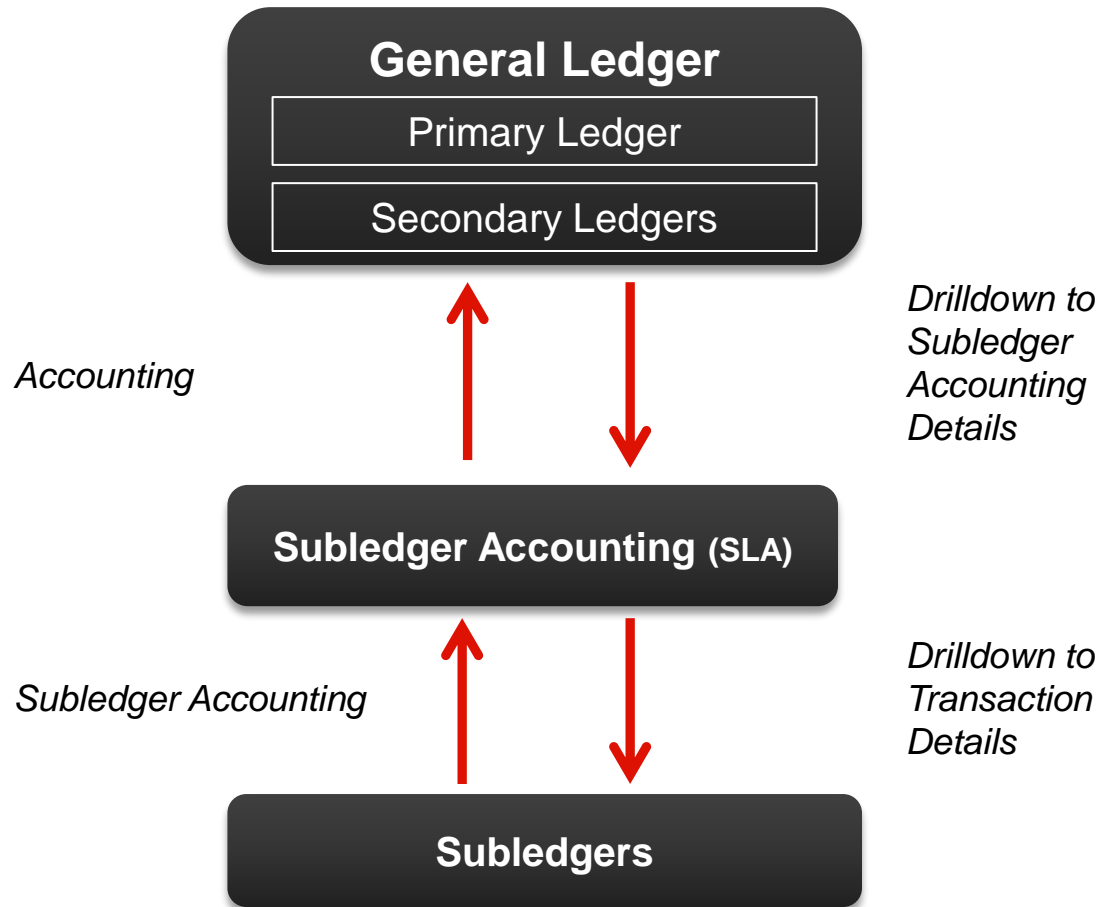 General Ledger
Primary Ledger
Secondary Ledgers
Accounting
Drilldown to
Subledger
Accounting
Details
Subledger Accounting (SLA)
Subledger Accounting
Drilldown to
Transaction
Details
Subledgers